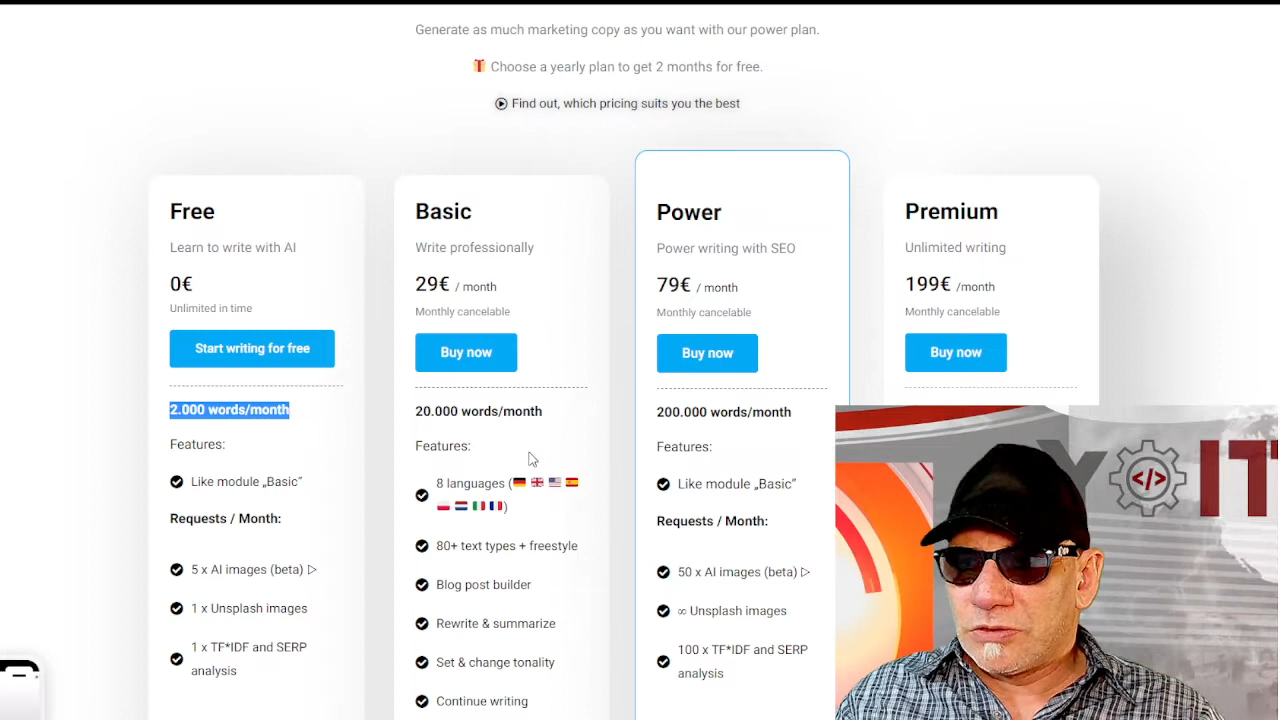 Generate as much marketing copy as you want with our power plan.
Choose a yearly plan to get 2 months for free.
Find out, which pricing suits you the best
Free
Learn to write with AI
0€
Unlimited in time
Start writing for free
2.000 words/month
Features:
Like module „Basic”
Requests / Month:
5 x AI images (beta) ▷
1 x Unsplash images
1 x TF*IDF and SERP
analysis
Basic
Write professionally
29€ / month
Monthly cancelable
Buy now
20.000 words/month
Features:
8 languages (
)
80+ text types + freestyle
Blog post builder
Rewrite & summarize
Set & change tonality
Continue writing
Power
Power writing with SEO
79€ / month
Monthly cancelable
Buy now
200.000 words/month
Features:
Like module „Basic”
Requests / Month:
50 x AI images (beta) ▷
∞ Unsplash images
100 x TF*IDF and SERP
analysis
Premium
Unlimited writing
199€ /month
Monthly cancelable
Buy now
Y </> IT